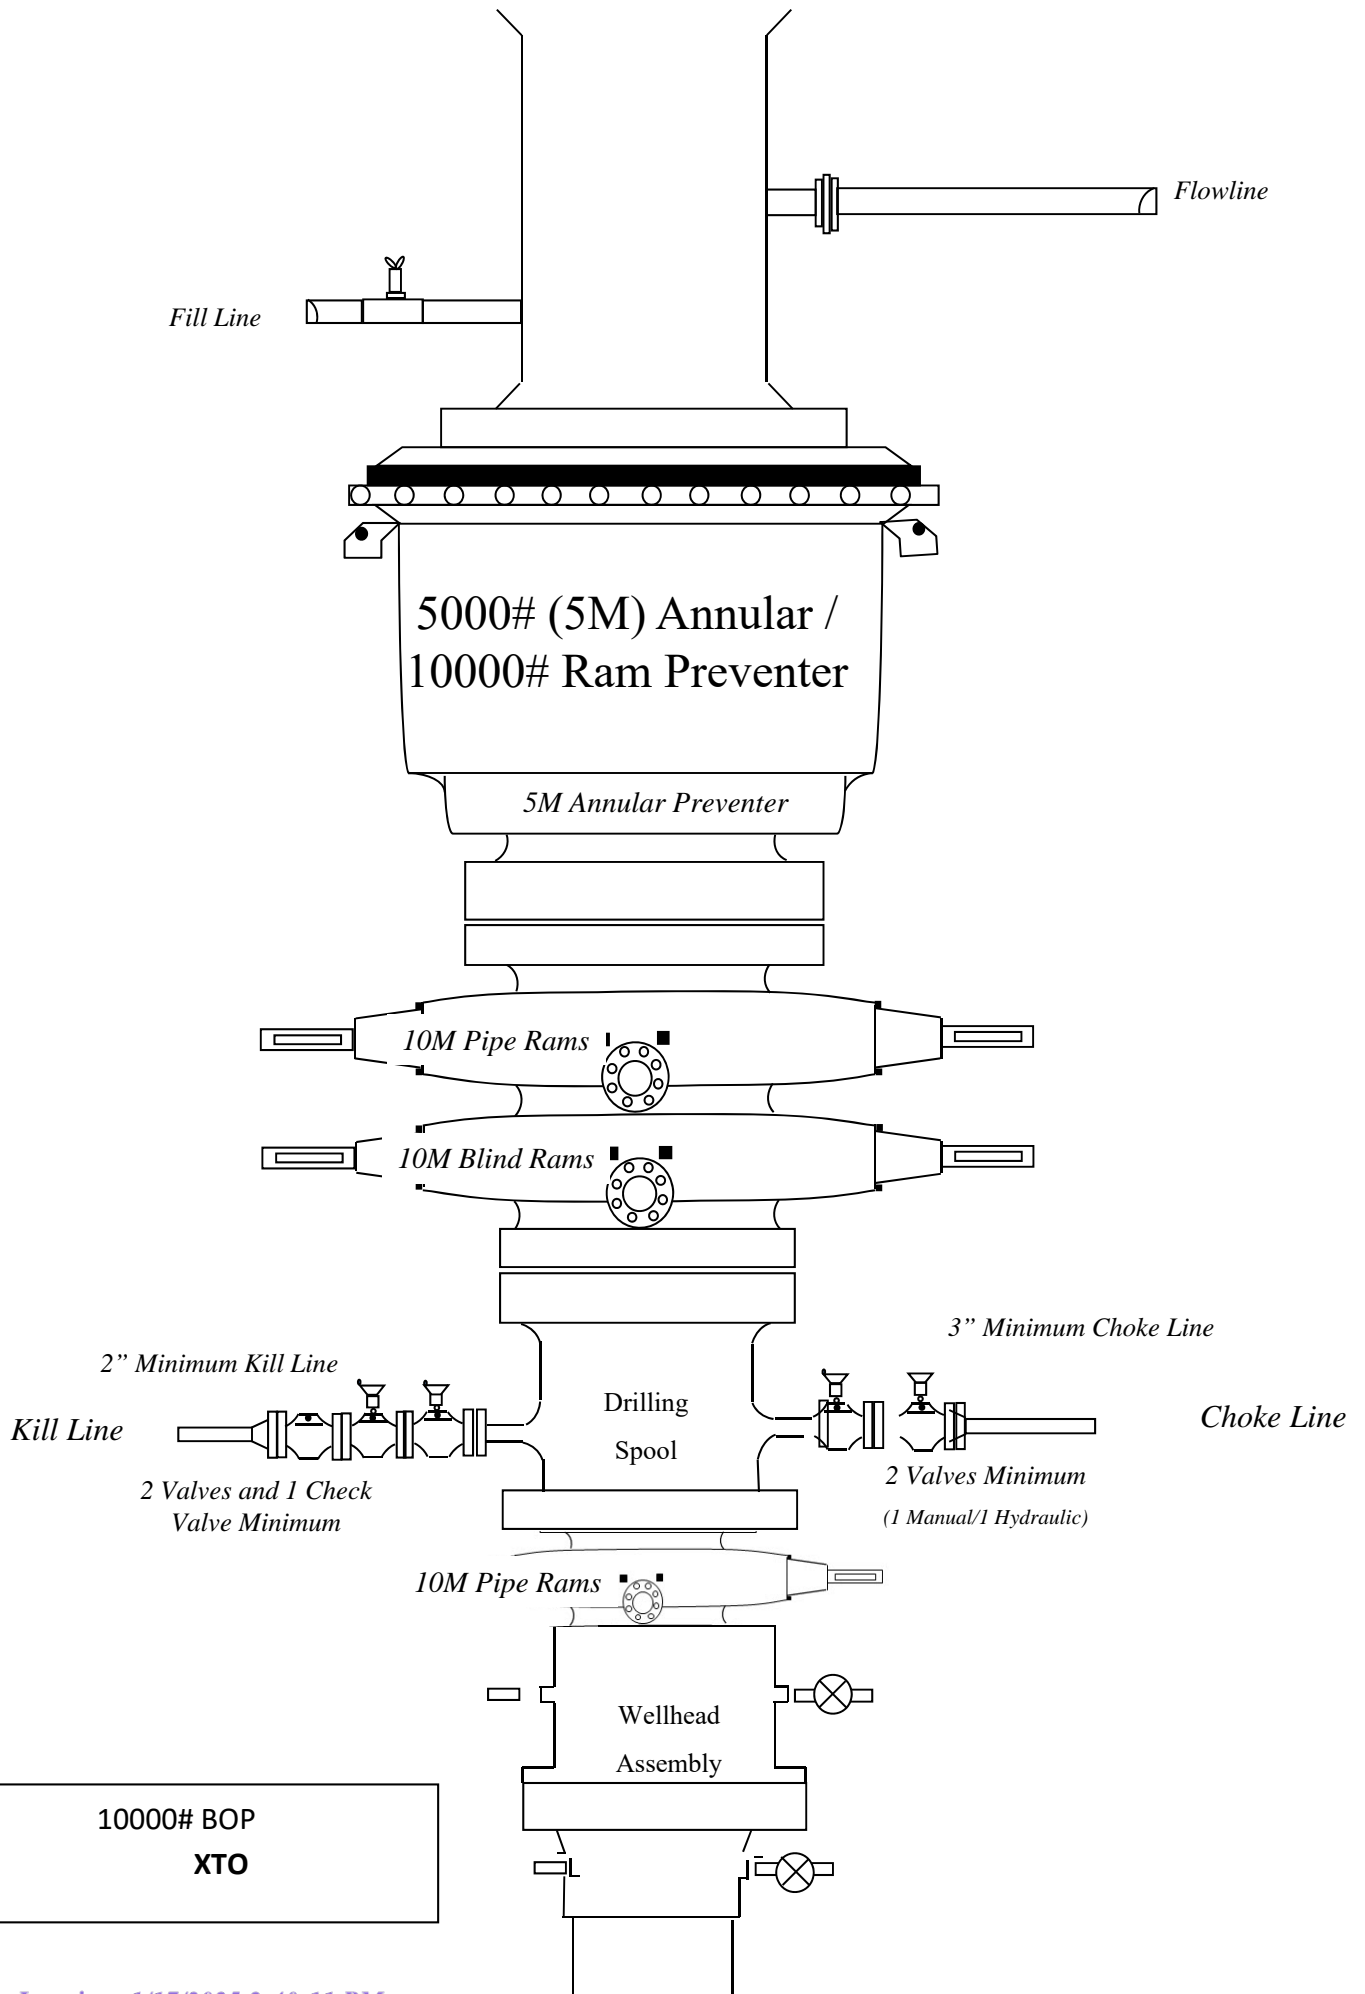 Flowline
Fill Line
5000# (5M) Annular /
10000# Ram Preventer
5M Annular Preventer
10M Pipe Rams
10M Blind Rams
3” Minimum Choke Line
2” Minimum Kill Line
Drilling
Spool
Kill Line
Choke Line
2 Valves and 1 Check
Valve Minimum
2 Valves Minimum
(1 Manual/1 Hydraulic)
10M Pipe Rams
Wellhead
Assembly
10000# BOP
XTO